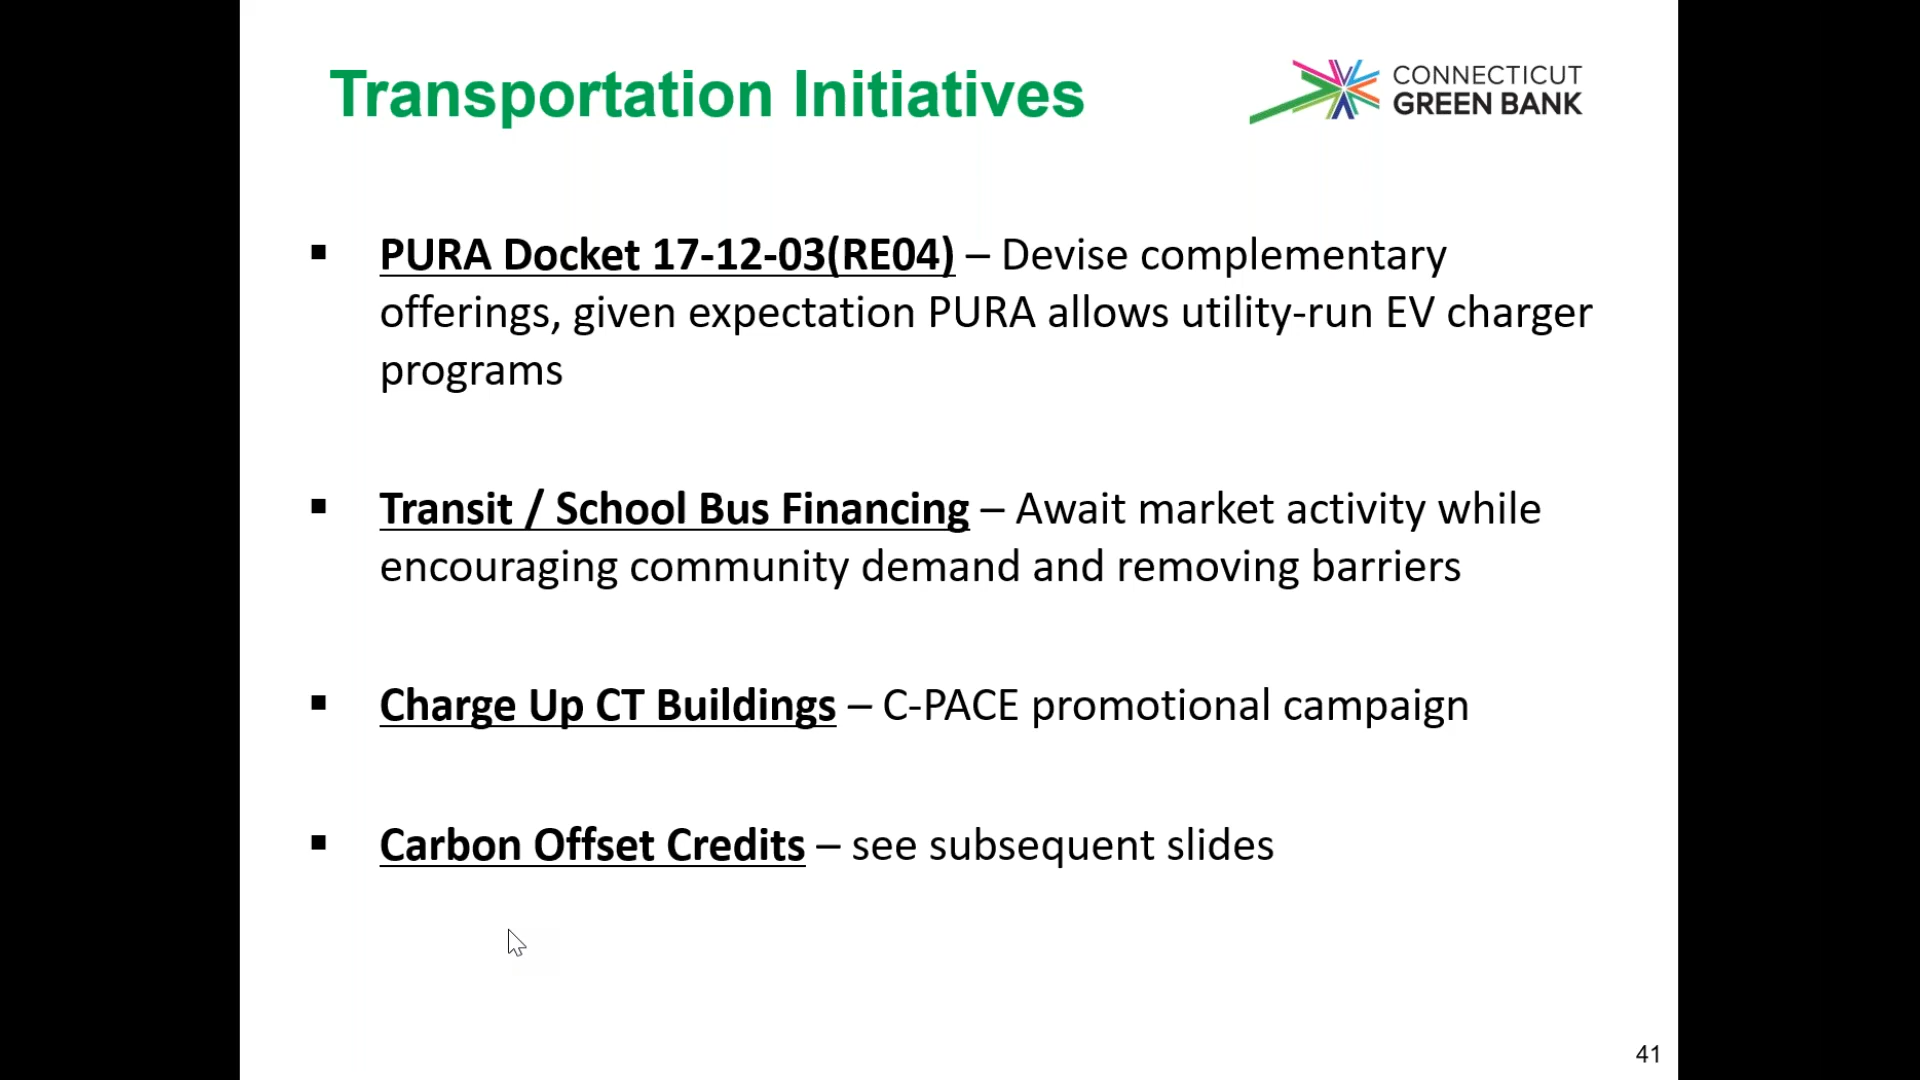 Transportation Initiatives
CONNECTICUT
GREEN BANK
▪ PURA Docket 17-12-03(RE04) – Devise complementary
offerings, given expectation PURA allows utility-run EV charger
programs
▪ Transit / School Bus Financing – Await market activity while
encouraging community demand and removing barriers
▪ Charge Up CT Buildings – C-PACE promotional campaign
▪ Carbon Offset Credits – see subsequent slides
41